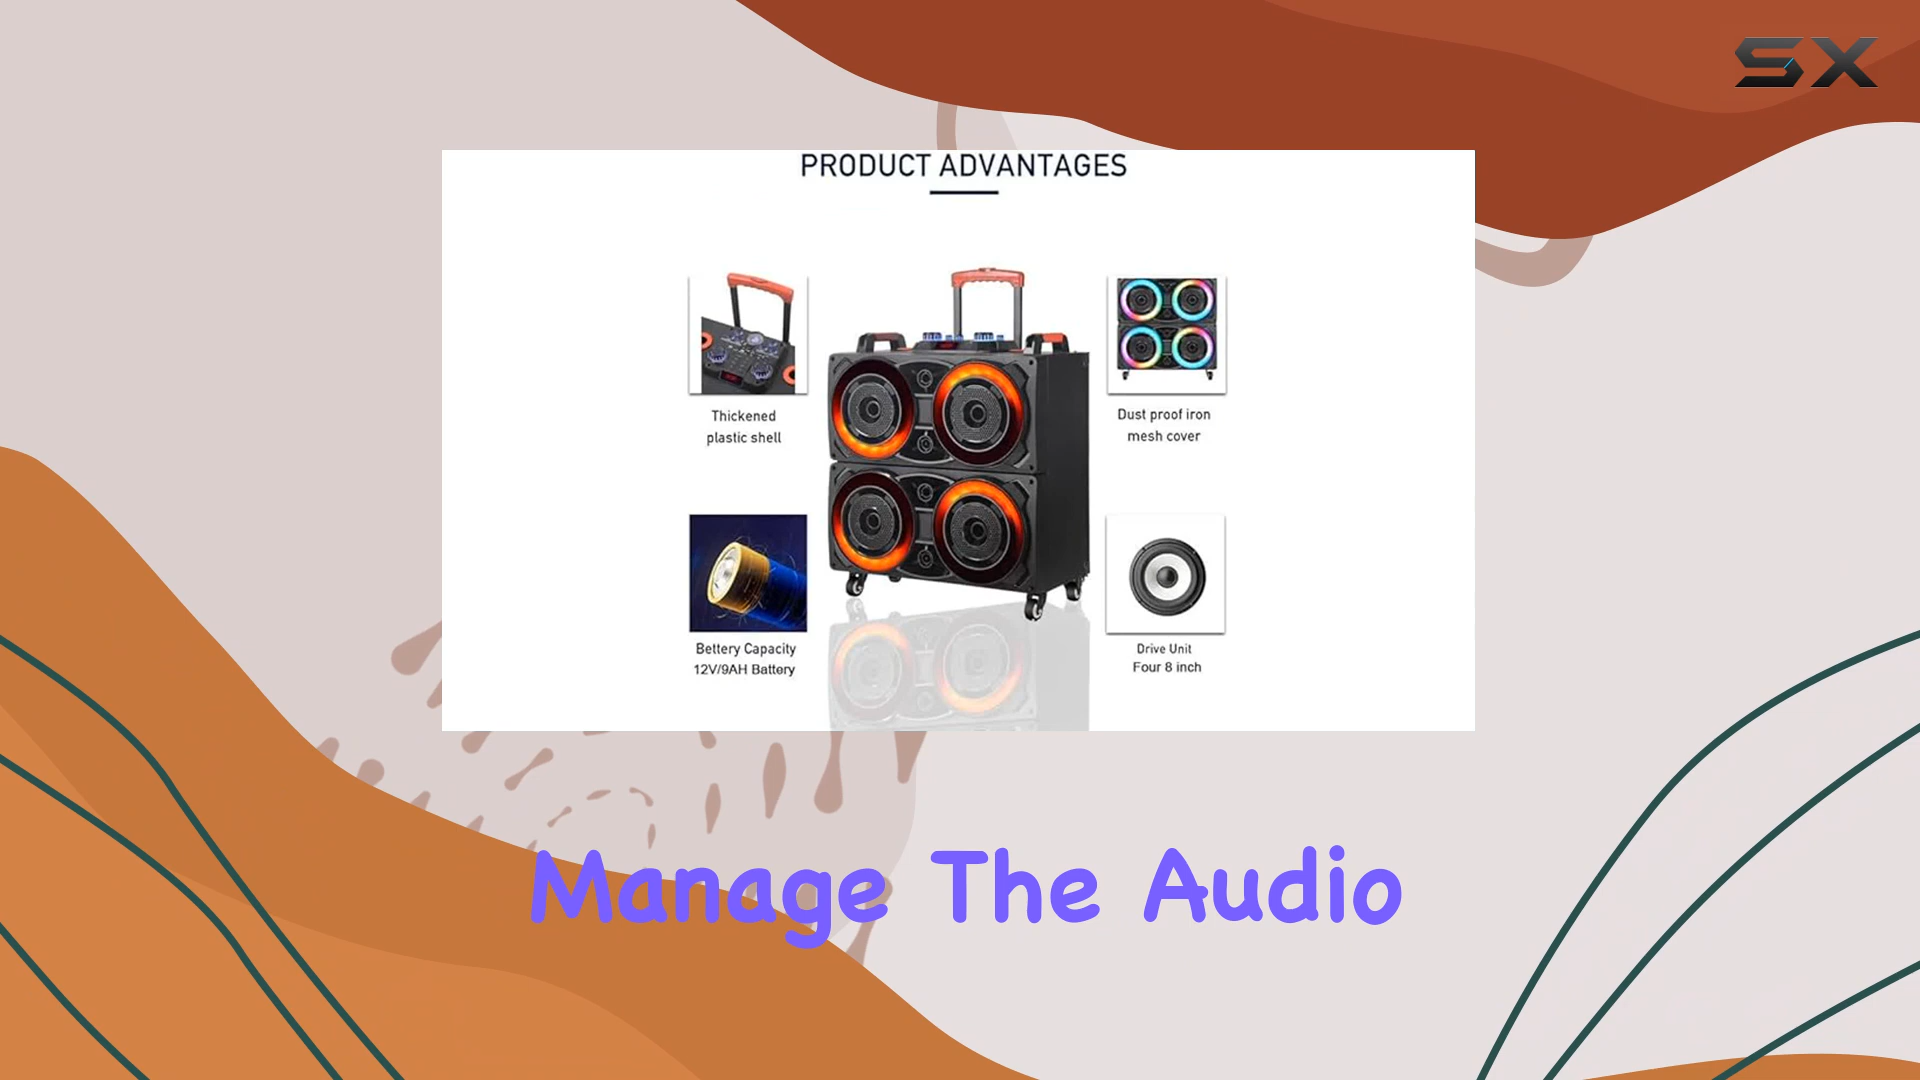 SX
PRODUCT ADVANTAGES
Thickened
plastic shell
Dust proof iron
mesh cover
Bettery Capacity
12V/9AH Battery
Drive Unit
Four 8 inch
Manage The Audio